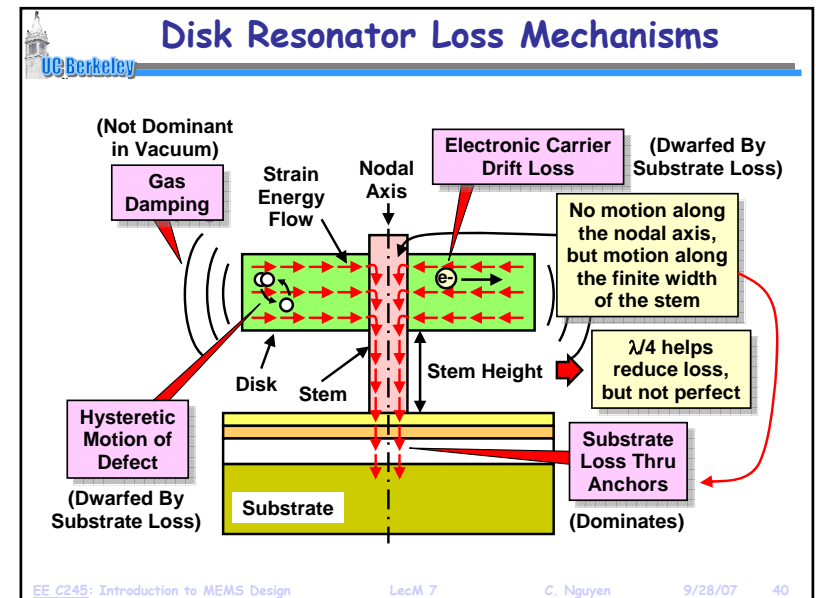 Disk Resonator Loss Mechanisms
UC Berkeley
(Not Dominant
in Vacuum)
Gas
Damping
Strain
Energy
Flow
Nodal
Axis
Electronic Carrier
Drift Loss
(Dwarfed By
Substrate Loss)
No motion along
the nodal axis,
but motion along
the finite width
of the stem
e-
Disk
Stem
Stem Height
λ/4 helps
reduce loss,
but not perfect
Hysteretic
Motion of
Defect
(Dwarfed By
Substrate Loss)
Substrate
Substrate
Loss Thru
Anchors
(Dominates)
EE C245: Introduction to MEMS Design
LecM 7
C. Nguyen
9/28/07
40